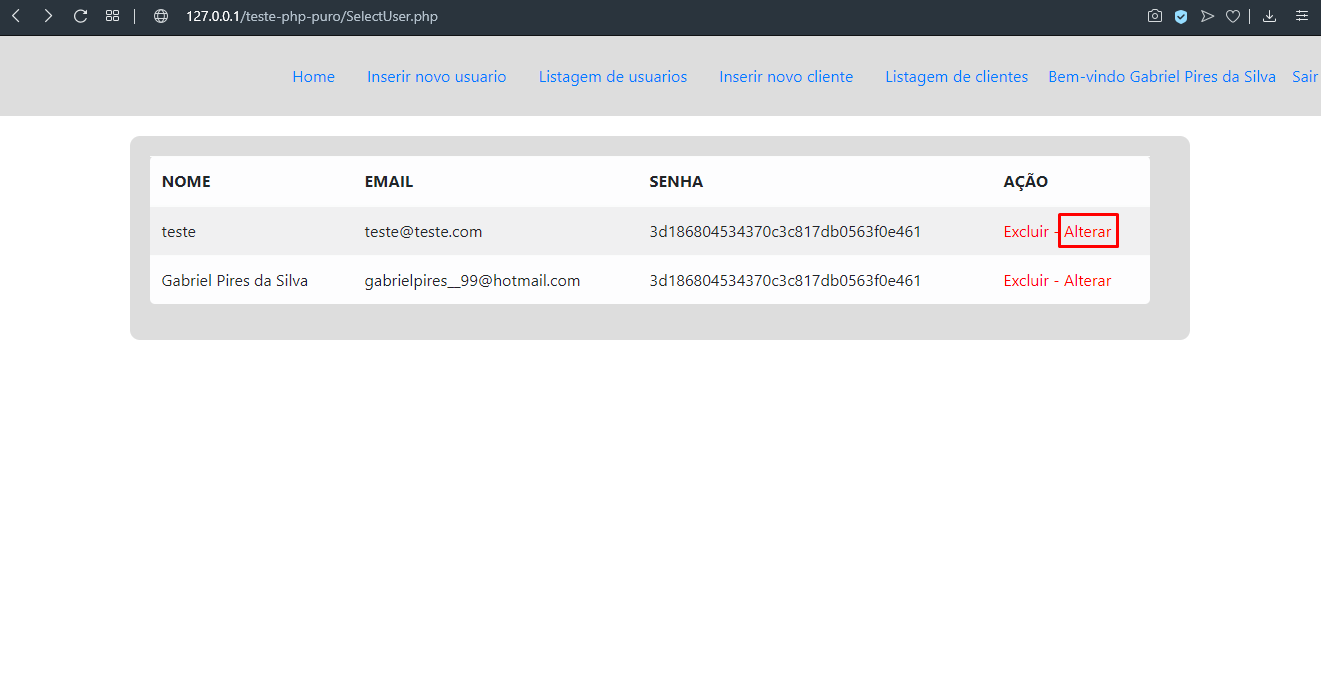 127.0.0.1/teste-php-puro/SelectUser.php
Home Inserir novo usuario Listagem de usuarios Inserir novo cliente Listagem de clientes Bem-vindo Gabriel Pires da Silva Sair
NOME EMAIL SENHA AÇÃO
teste teste@teste.com 3d186804534370c3c817db0563f0e461 Excluir - Alterar
Gabriel Pires da Silva gabrielpires__99@hotmail.com 3d186804534370c3c817db0563f0e461 Excluir - Alterar